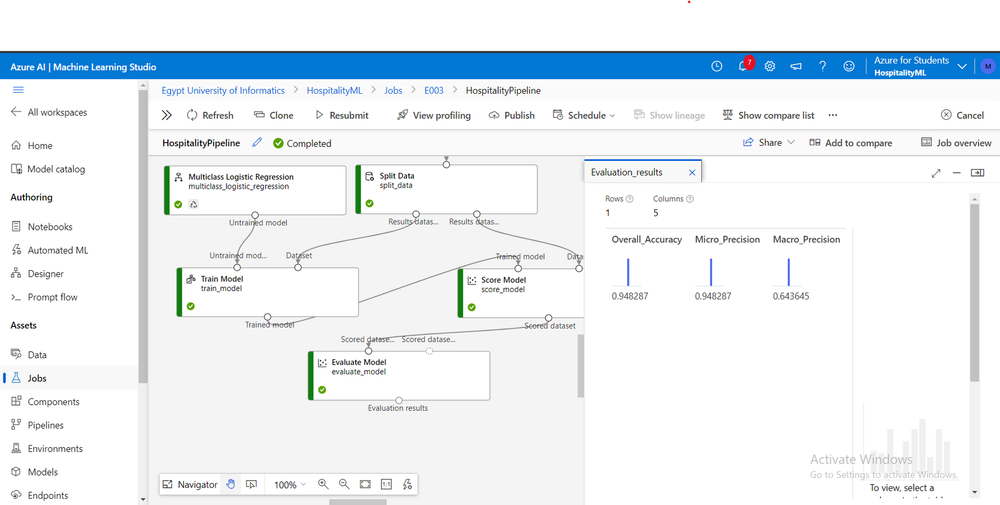 Azure AI | Machine Learning Studio
7
Azure for Students
HospitalityML
M
All workspaces
Home
Model catalog
Authoring
Notebooks
Automated ML
Designer
Prompt flow
Assets
Data
Jobs
Components
Pipelines
Environments
Models
Endpoints
Egypt University of Informatics > HospitalityML > Jobs > E003 > HospitalityPipeline
Refresh Clone Resubmit View profiling Publish Schedule Show lineage Show compare list ... Cancel
HospitalityPipeline Completed Share Add to compare Job overview
Multiclass Logistic Regression
multiclass_logistic_regression
Untrained model
Split Data
split_data
Results datas... Results datas...
Untrained mod... Dataset
Train Model
train_model
Trained model
Trained model
Score Model
score_model
Scored dataset
Scored datase... Scored datase...
Evaluate Model
evaluate_model
Evaluation results
Navigator 100% 1:1
Evaluation_results
Rows Columns
1 5
Overall_Accuracy Micro_Precision Macro_Precision
0.948287 0.948287 0.643645
Activate Windows
Go to Settings to activate Windows.
To view, select a